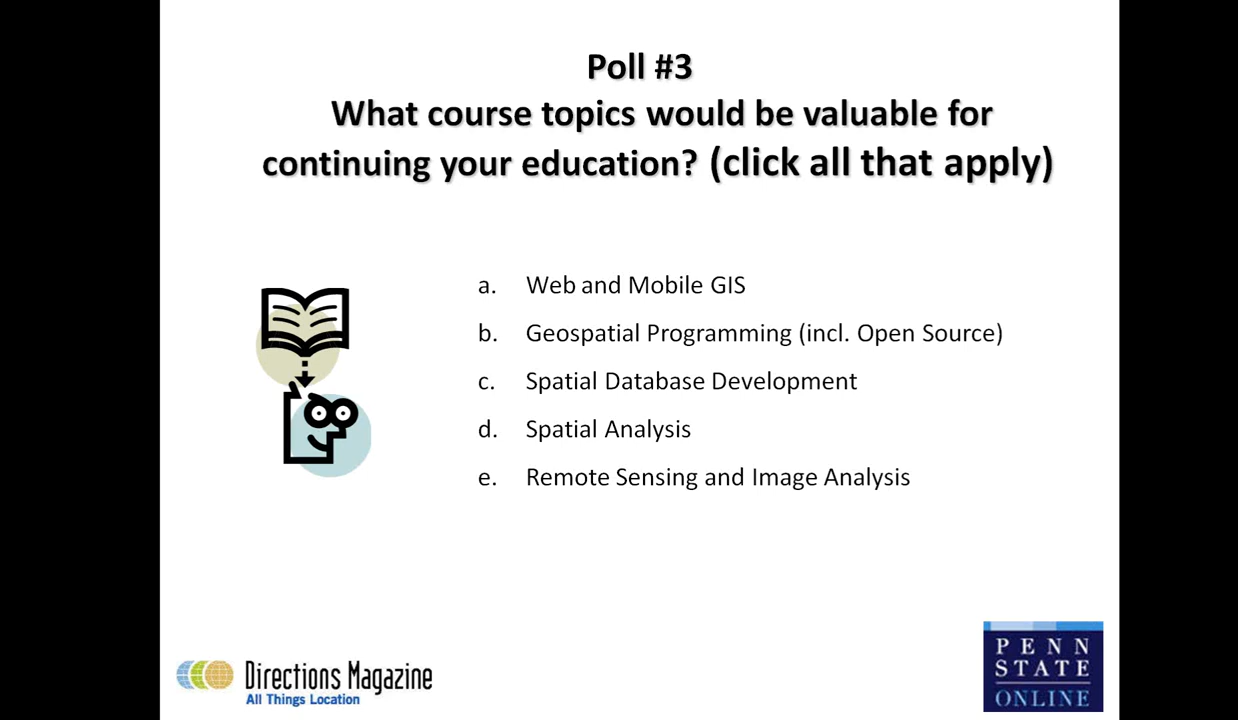 Poll #3
What course topics would be valuable for
continuing your education? (click all that apply)
a. Web and Mobile GIS
b. Geospatial Programming (incl. Open Source)
c. Spatial Database Development
d. Spatial Analysis
e. Remote Sensing and Image Analysis
Directions Magazine
All Things Location
PENN
STATE
ONLINE